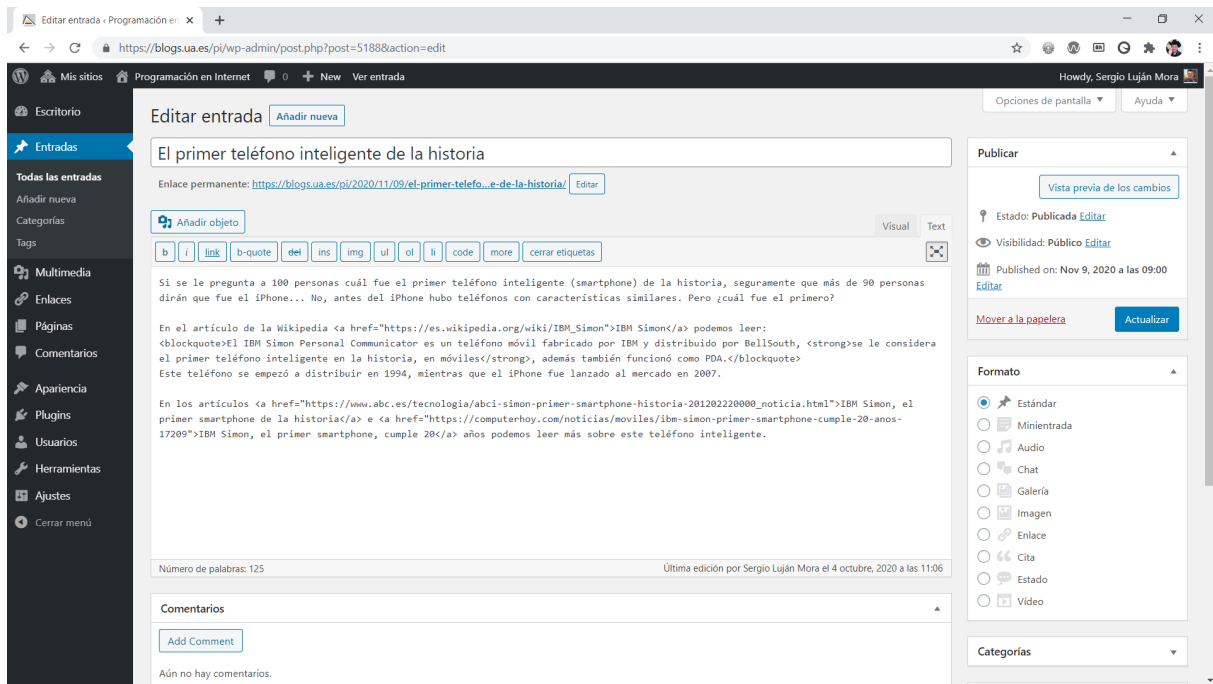 Editar entrada ‹ Programación en
https://blogs.ua.es/pi/wp-admin/post.php?post=5188&action=edit
Mis sitios Programación en Internet 0 New Ver entrada Howdy, Sergio Luján Mora
Escritorio
Entradas
Todas las entradas
Añadir nueva
Categorías
Tags
Multimedia
Enlaces
Páginas
Comentarios
Apariencia
Plugins
Usuarios
Herramientas
Ajustes
Cerrar menú
Opciones de pantalla Ayuda
Editar entrada Añadir nueva
El primer teléfono inteligente de la historia
Enlace permanente: https://blogs.ua.es/pi/2020/11/09/el-primer-telefo...e-de-la-historia/ Editar
Añadir objeto Visual Text
b i link b-quote del ins img ul ol li code more cerrar etiquetas
Si se le pregunta a 100 personas cuál fue el primer teléfono inteligente (smartphone) de la historia, seguramente que más de 90 personas
dirán que fue el iPhone... No, antes del iPhone hubo teléfonos con características similares. Pero ¿cuál fue el primero?
En el artículo de la Wikipedia <a href="https://es.wikipedia.org/wiki/IBM_Simon">IBM Simon</a> podemos leer:
<blockquote>El IBM Simon Personal Communicator es un teléfono móvil fabricado por IBM y distribuido por BellSouth, <strong>se le considera
el primer teléfono inteligente en la historia, en móviles</strong>, además también funcionó como PDA.</blockquote>
Este teléfono se empezó a distribuir en 1994, mientras que el iPhone fue lanzado al mercado en 2007.
En los artículos <a href="https://www.abc.es/tecnologia/abci-simon-primer-smartphone-historia-201202220000_noticia.html">IBM Simon, el
primer smartphone de la historia</a> e <a href="https://computerhoy.com/noticias/moviles/ibm-simon-primer-smartphone-cumple-20-anos-
17209">IBM Simon, el primer smartphone, cumple 20</a> años podemos leer más sobre este teléfono inteligente.
Número de palabras: 125 Última edición por Sergio Luján Mora el 4 octubre, 2020 a las 11:06
Comentarios
Add Comment
Aún no hay comentarios.
Publicar
Vista previa de los cambios
Estado: Publicada Editar
Visibilidad: Público Editar
Published on: Nov 9, 2020 a las 09:00
Editar
Mover a la papelera Actualizar
Formato
Estándar
Minientrada
Audio
Chat
Galería
Imagen
Enlace
Cita
Estado
Vídeo
Categorías